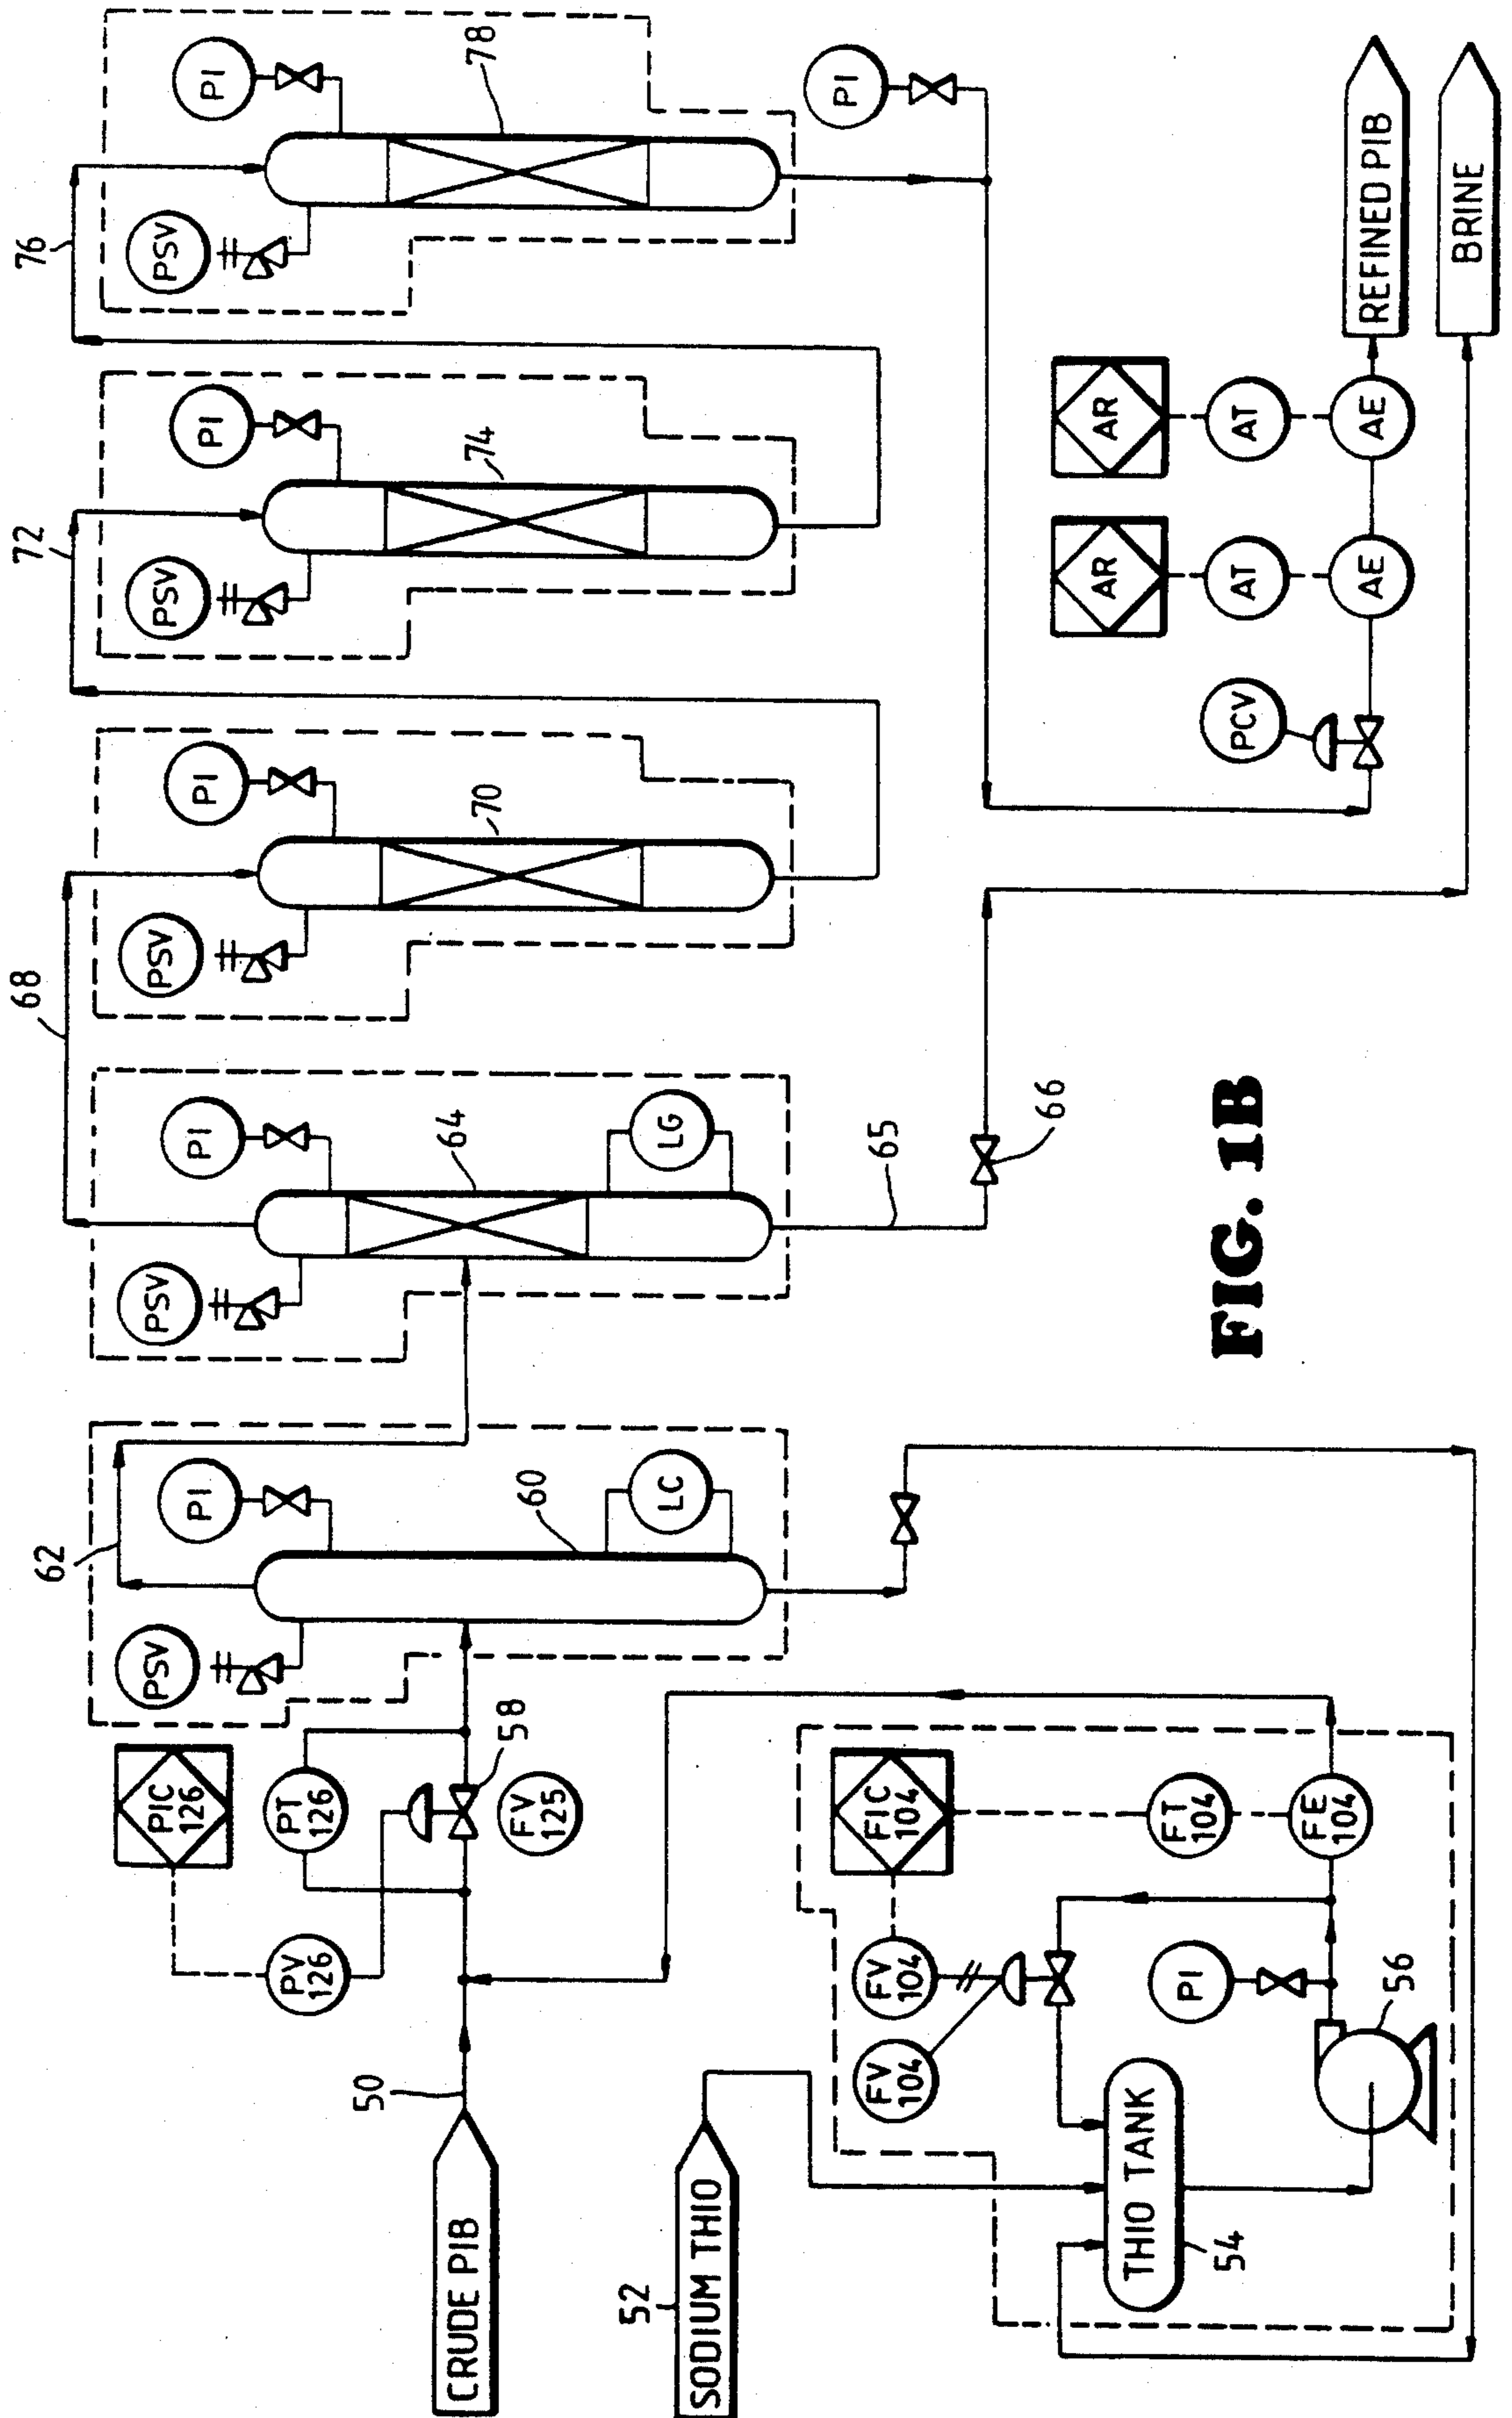 62
PSV
PI
60
LC
68
PSV
PI
64
LG
65
66
PSV
PI
70
72
PSV
PI
74
76
PSV
PI
78
PI
PIC
126
PT
126
PV
126
58
FV
125
CRUDE PIB
50
SODIUM THIO
52
FIC
104
FT
104
FE
104
FV
104
FV
104
PI
56
THIO TANK
54
PCV
AR
AT
AE
AR
AT
AE
REFINED PIB
BRINE
FIG. 1B